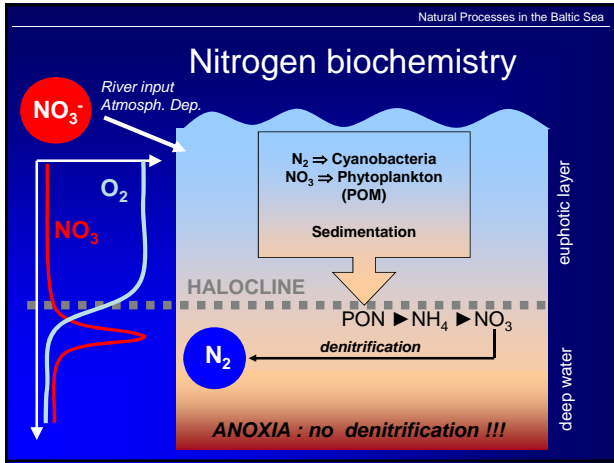 Natural Processes in the Baltic Sea
Nitrogen biochemistry
River input
Atmosph. Dep.
NO₃⁻
O₂
NO₃
N₂ ⇒ Cyanobacteria
NO₃ ⇒ Phytoplankton
(POM)
Sedimentation
euphotic layer
HALOCLINE
PON ►NH₄ ►NO₃
denitrification
N₂
deep water
ANOXIA : no denitrification !!!